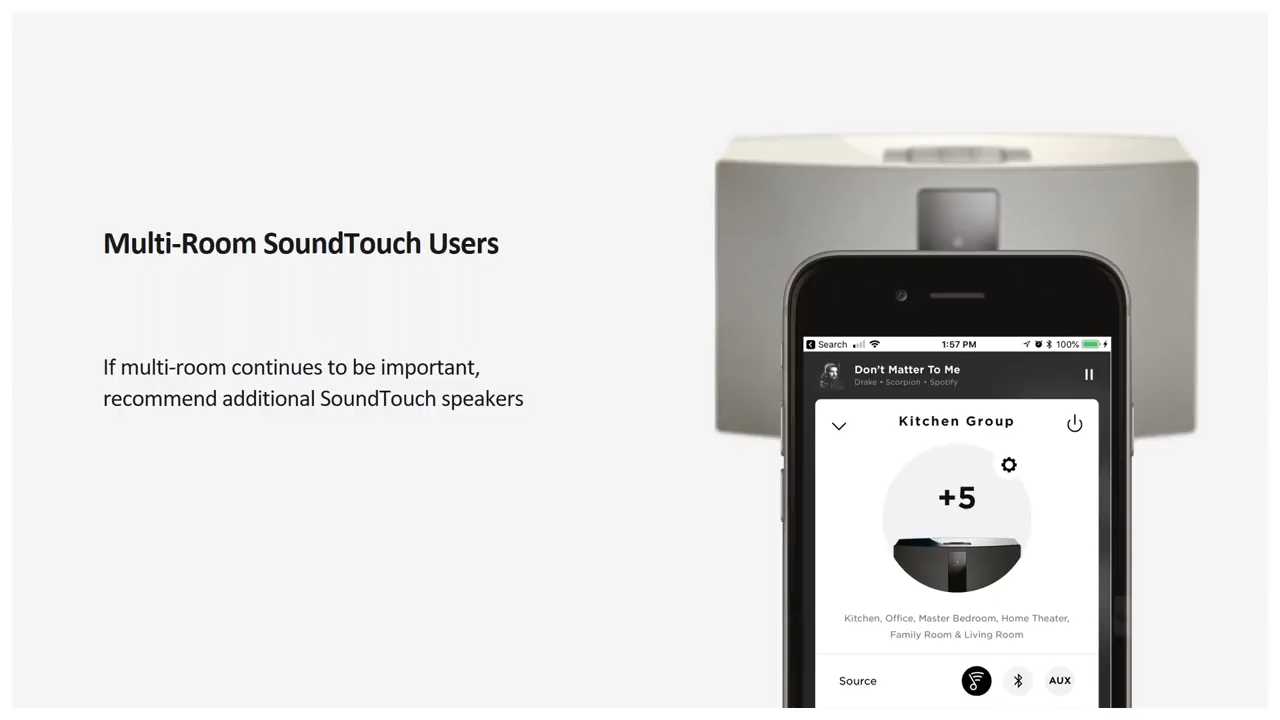 Multi-Room SoundTouch Users
If multi-room continues to be important,
recommend additional SoundTouch speakers
Search 1:57 PM 100%
Don't Matter To Me
Drake • Scorpion • Spotify
Kitchen Group
+5
Kitchen, Office, Master Bedroom, Home Theater,
Family Room & Living Room
Source AUX